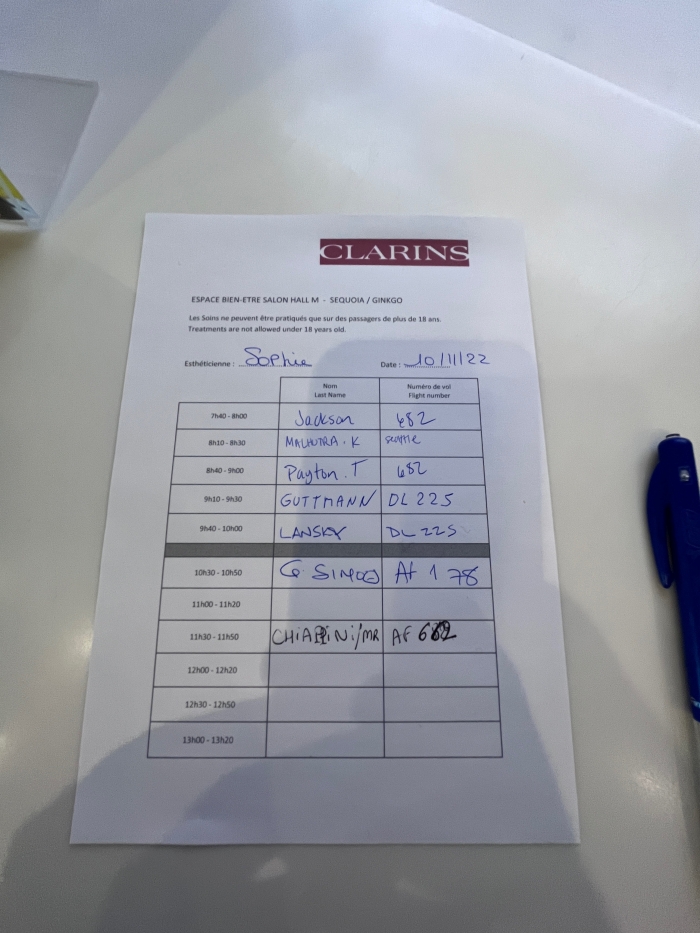 CLARINS
ESPACE BIEN-ETRE SALON HALL M - SEQUOIA / GINKGO
Les Soins ne peuvent être pratiqués que sur des passagers de plus de 18 ans.
Treatments are not allowed under 18 years old.
Esthéticienne : Sophie Date : 10/11/22
Nom Numéro de vol
Last Name Flight number
7h40 - 8h00 Jackson 682
8h10 - 8h30 MALHOTRA . K seattle
8h40 - 9h00 Payton . T 682
9h10 - 9h30 GUTTMANN DL 225
9h40 - 10h00 LANSKY DL 225
10h30 - 10h50 AF 178
11h00 - 11h20
11h30 - 11h50 CHiAPPiNi/MR AF 682
12h00 - 12h20
12h30 - 12h50
13h00 - 13h20